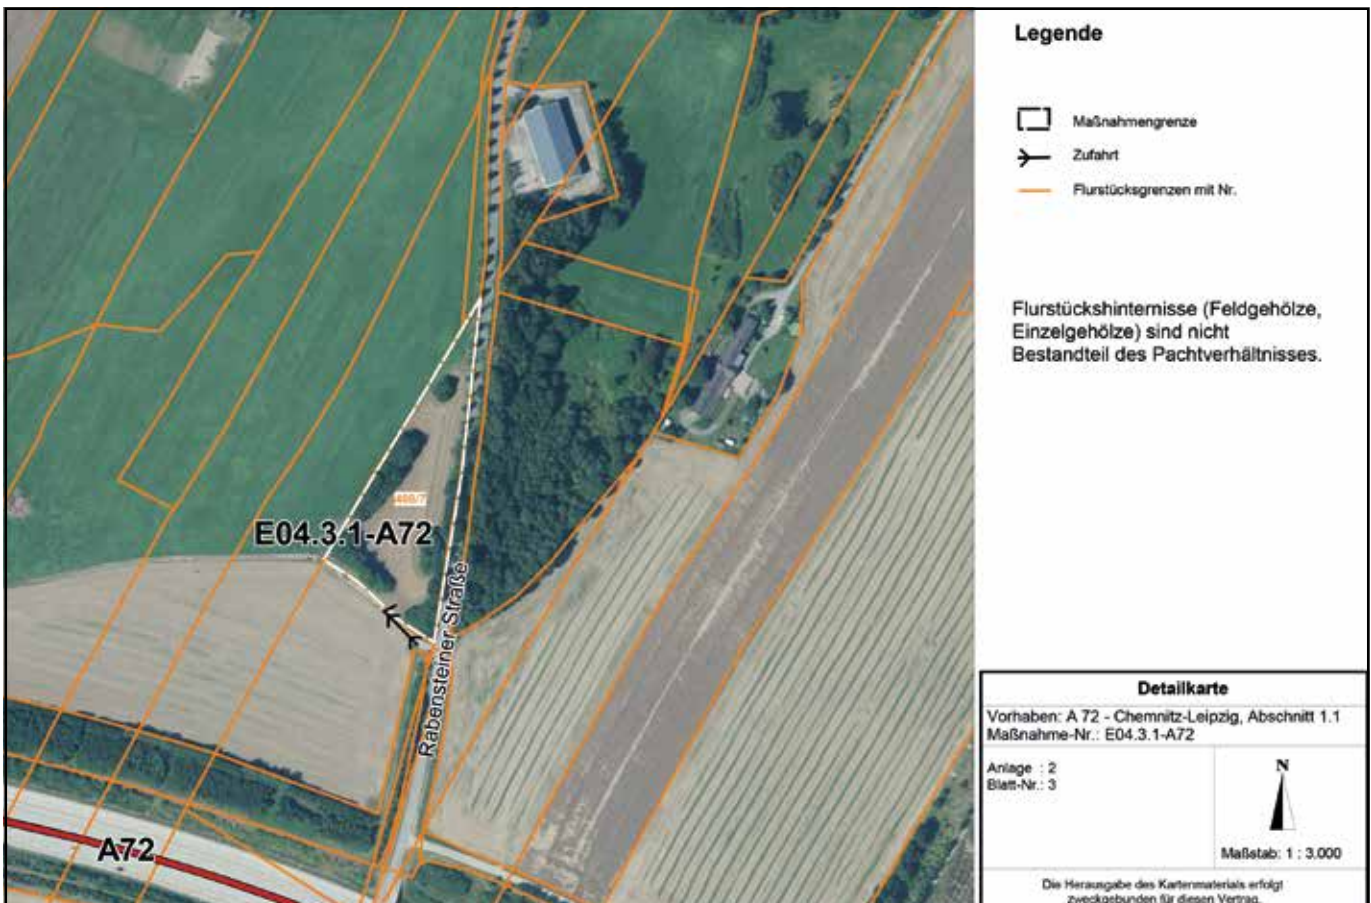 Legende
Maßnahmengrenze
Zufahrt
Flurstücksgrenzen mit Nr.
Flurstückshinternisse (Feldgehölze,
Einzelgehölze) sind nicht
Bestandteil des Pachtverhältnisses.
E04.3.1-A72
Rabensteiner Straße
A72
Detailkarte
Vorhaben: A 72 - Chemnitz-Leipzig, Abschnitt 1.1
Maßnahme-Nr.: E04.3.1-A72
Anlage : 2
Blatt-Nr.: 3
N
Maßstab: 1 : 3.000
Die Herausgabe des Kartenmaterials erfolgt
zweckgebunden für diesen Vertrag.